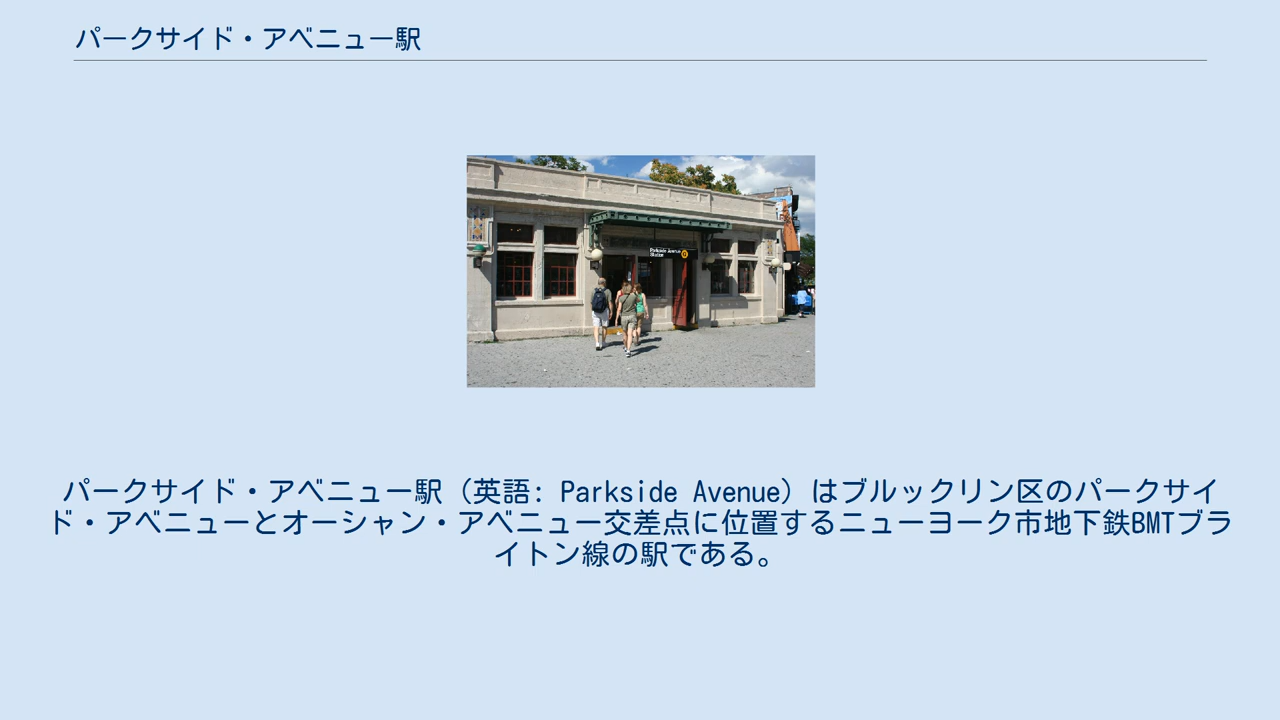 パークサイド・アベニュー駅
Parkside Avenue
Station
Q
パークサイド・アベニュー駅（英語: Parkside Avenue）はブルックリン区のパークサイ
ド・アベニューとオーシャン・アベニュー交差点に位置するニューヨーク市地下鉄BMTブラ
イトン線の駅である。